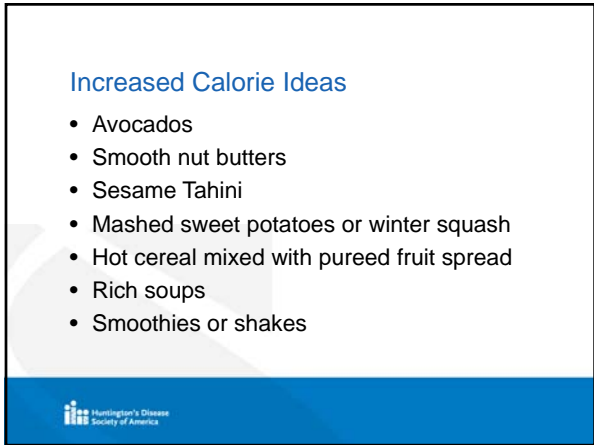 Increased Calorie Ideas
• Avocados
• Smooth nut butters
• Sesame Tahini
• Mashed sweet potatoes or winter squash
• Hot cereal mixed with pureed fruit spread
• Rich soups
• Smoothies or shakes
Huntington's Disease
Society of America